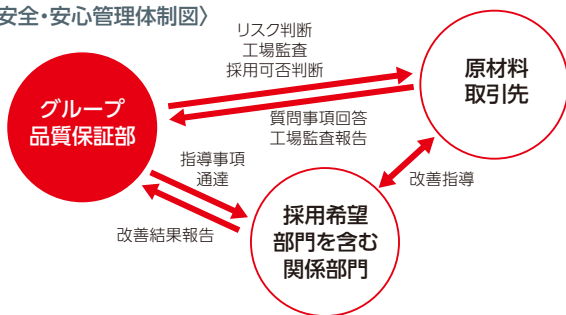 安全・安心管理体制図〉
リスク判断
工場監査
採用可否判断
グループ
品質保証部
原材料
取引先
質問事項回答
工場監査報告
指導事項
通達
改善指導
採用希望
部門を含む
関係部門
改善結果報告